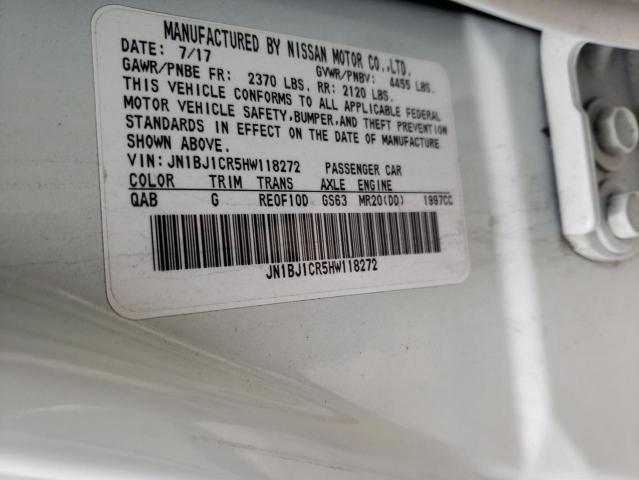 MANUFACTURED BY NISSAN MOTOR CO.,LTD.
DATE: 7/17 GVWR/PNBV: 4455 LBS.
GAWR/PNBE FR: 2370 LBS. RR: 2120 LBS.
THIS VEHICLE CONFORMS TO ALL APPLICABLE FEDERAL
MOTOR VEHICLE SAFETY,BUMPER,AND THEFT PREVENTION
STANDARDS IN EFFECT ON THE DATE OF MANUFACTURE
SHOWN ABOVE.
VIN: JN1BJ1CR5HW118272 PASSENGER CAR
COLOR TRIM TRANS AXLE ENGINE
QAB G RE0F10D GS63 MR20(DD) 1997CC
JN1BJ1CR5HW118272